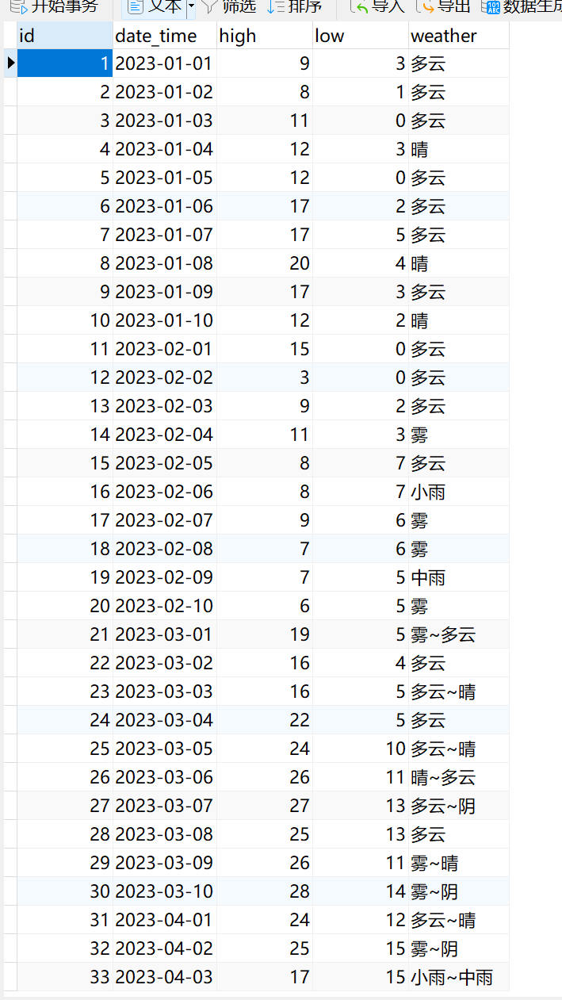 开始事务 文本 筛选 排序 导入 导出 数据生成
id date_time high low weather
1 2023-01-01 9 3 多云
2 2023-01-02 8 1 多云
3 2023-01-03 11 0 多云
4 2023-01-04 12 3 晴
5 2023-01-05 12 0 多云
6 2023-01-06 17 2 多云
7 2023-01-07 17 5 多云
8 2023-01-08 20 4 晴
9 2023-01-09 17 3 多云
10 2023-01-10 12 2 晴
11 2023-02-01 15 0 多云
12 2023-02-02 3 0 多云
13 2023-02-03 9 2 多云
14 2023-02-04 11 3 雾
15 2023-02-05 8 7 多云
16 2023-02-06 8 7 小雨
17 2023-02-07 9 6 雾
18 2023-02-08 7 6 雾
19 2023-02-09 7 5 中雨
20 2023-02-10 6 5 雾
21 2023-03-01 19 5 雾~多云
22 2023-03-02 16 4 多云
23 2023-03-03 16 5 多云~晴
24 2023-03-04 22 5 多云
25 2023-03-05 24 10 多云~晴
26 2023-03-06 26 11 晴~多云
27 2023-03-07 27 13 多云~阴
28 2023-03-08 25 13 多云
29 2023-03-09 26 11 雾~晴
30 2023-03-10 28 14 雾~阴
31 2023-04-01 24 12 多云~晴
32 2023-04-02 25 15 雾~阴
33 2023-04-03 17 15 小雨~中雨